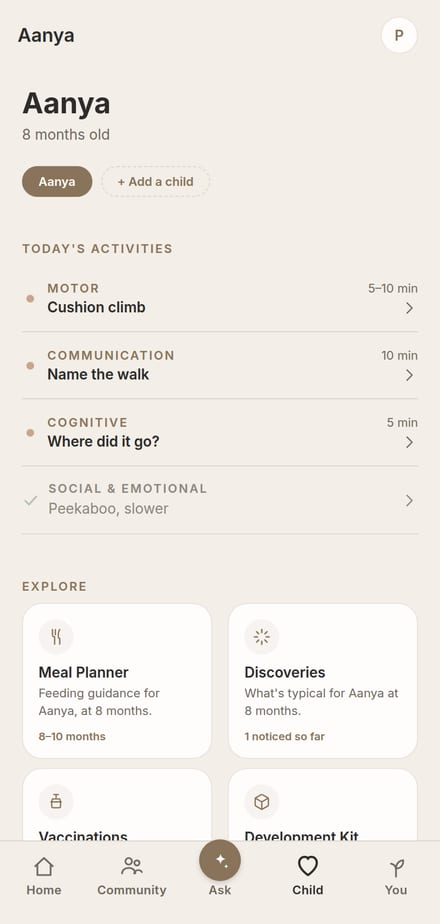 Aanya
P
Aanya
8 months old
Aanya
+ Add a child
TODAY'S ACTIVITIES
MOTOR
5–10 min
Cushion climb
COMMUNICATION
10 min
Name the walk
COGNITIVE
5 min
Where did it go?
SOCIAL & EMOTIONAL
Peekaboo, slower
EXPLORE
Meal Planner
Feeding guidance for
Aanya, at 8 months.
8–10 months
Discoveries
What's typical for Aanya at
8 months.
1 noticed so far
Vaccinations
Development Kit
Home
Community
Ask
Child
You